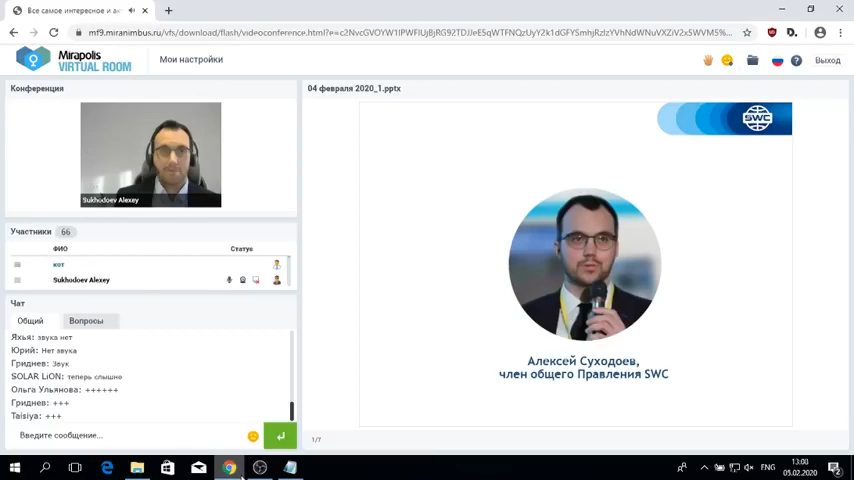 Все самое интересное и ак
mf9.miranimbus.ru/vfs/download/flash/videoconference.html?e=
Mirapolis
VIRTUAL ROOM
Мои настройки
Выход
Конференция
04 февраля 2020_1.pptx
SWC
Sukhodoev Alexey
Участники 66
ФИО Статус
кот
Sukhodoev Alexey
Чат
Общий Вопросы
Яхья: звука нет
Юрий: Нет звука
Гриднев: Звук
SOLAR LiON: теперь слышно
Ольга Ульянова: ++++++
Гриднев: +++
Taisiya: +++
Введите сообщение...
Алексей Суходоев,
член общего Правления SWC
1/7
ENG
13:00
05.02.2020
2